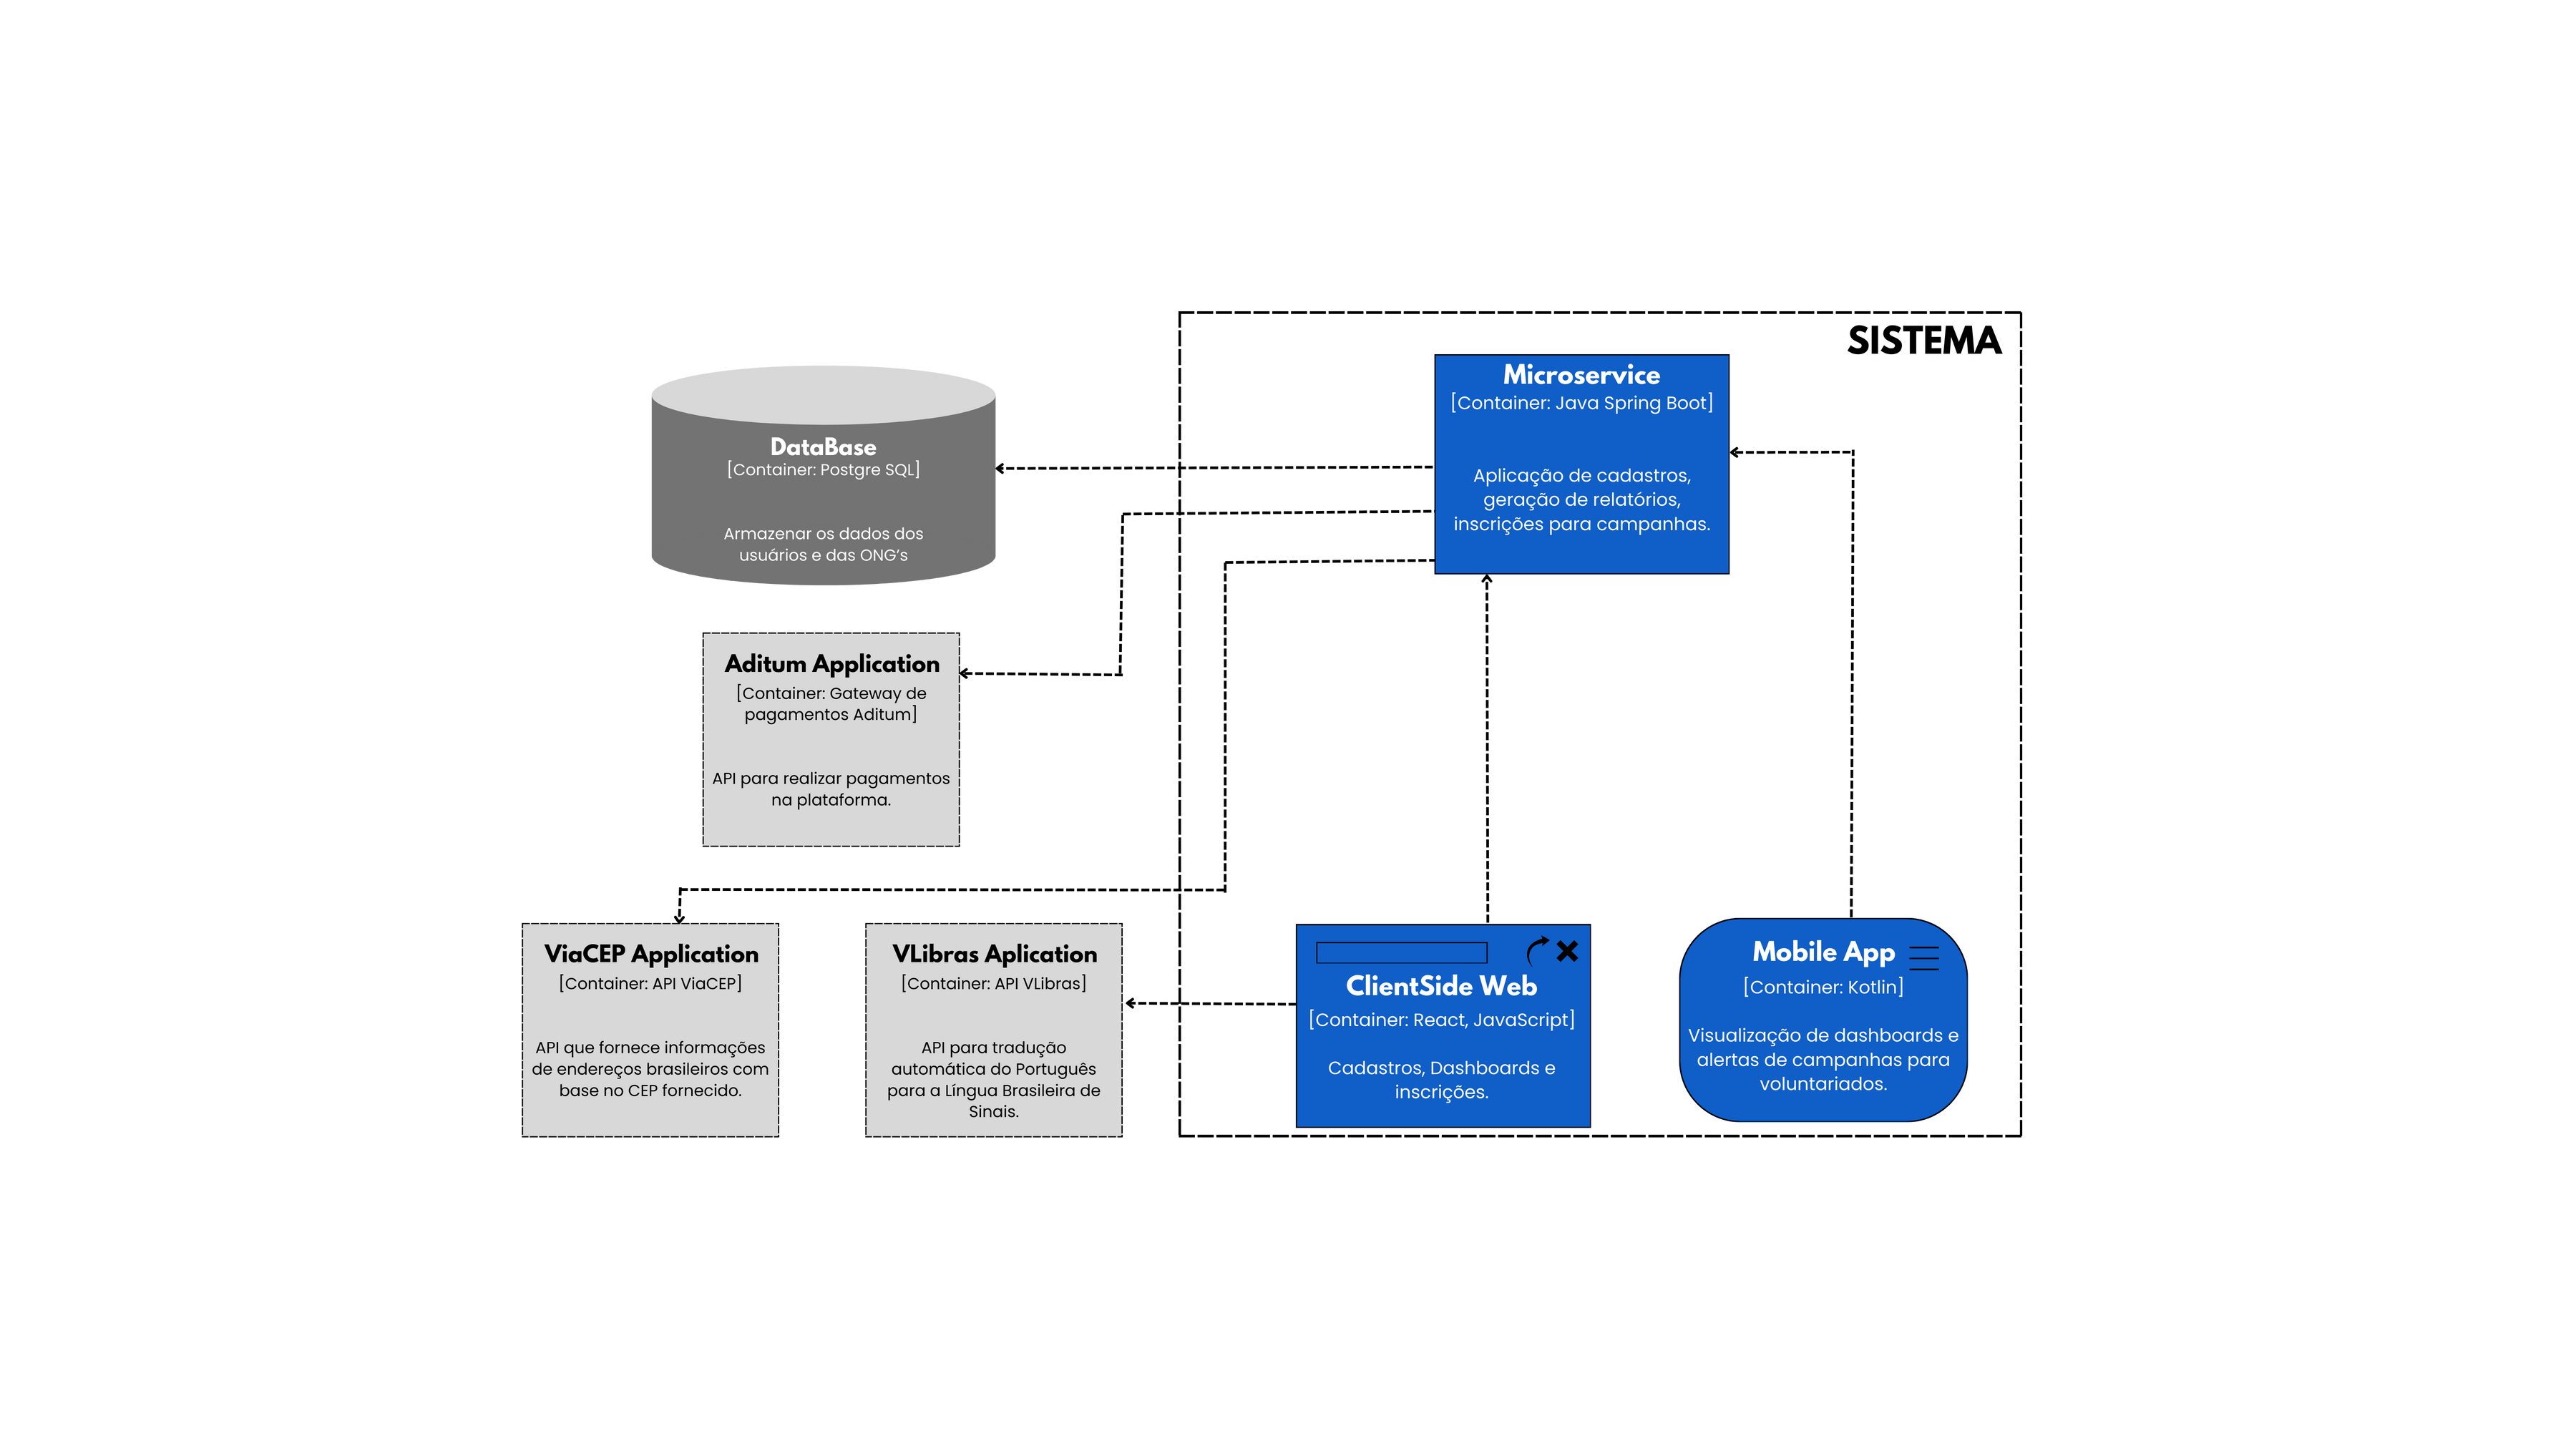 SISTEMA
Microservice
[Container: Java Spring Boot]
Aplicação de cadastros,
geração de relatórios,
inscrições para campanhas.
DataBase
[Container: Postgre SQL]
Armazenar os dados dos
usuários e das ONG's
Aditum Application
[Container: Gateway de
pagamentos Aditum]
API para realizar pagamentos
na plataforma.
ViaCEP Application
[Container: API ViaCEP]
API que fornece informações
de endereços brasileiros com
base no CEP fornecido.
VLibras Aplication
[Container: API VLibras]
API para tradução
automática do Português
para a Língua Brasileira de
Sinais.
ClientSide Web
[Container: React, JavaScript]
Cadastros, Dashboards e
inscrições.
Mobile App
[Container: Kotlin]
Visualização de dashboards e
alertas de campanhas para
voluntariados.